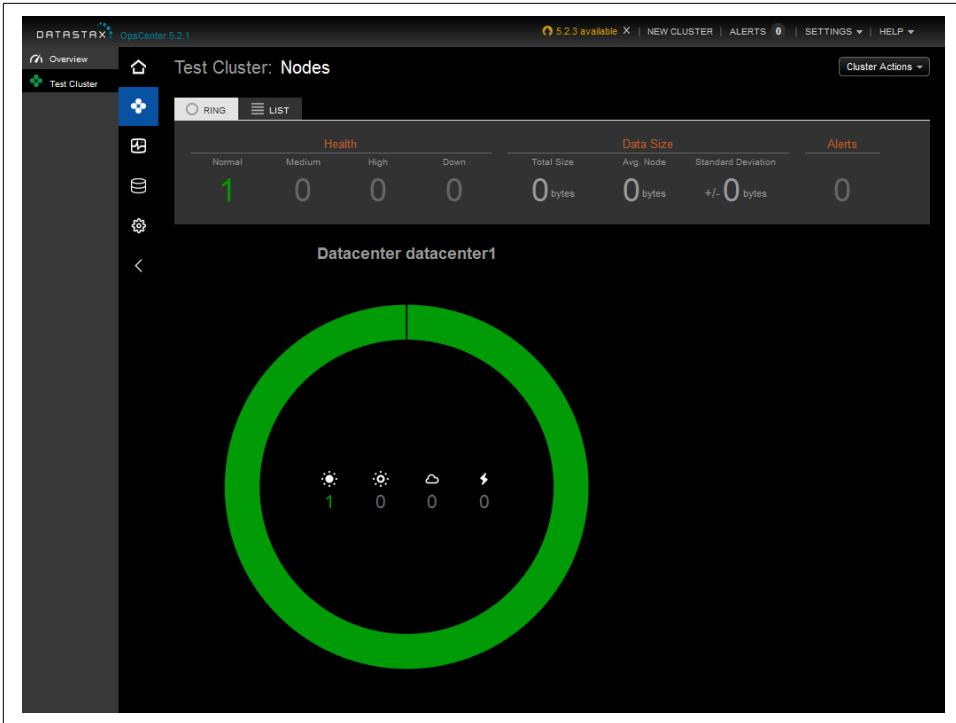 DATASTAX OpsCenter 5.2.1
5.2.3 available X | NEW CLUSTER | ALERTS 0 | SETTINGS | HELP
Overview
Test Cluster
Test Cluster: Nodes
Cluster Actions
RING LIST
Health Data Size Alerts
Normal Medium High Down Total Size Avg. Node Standard Deviation
1 0 0 0 0 bytes 0 bytes +/- 0 bytes 0
Datacenter datacenter1
1 0 0 0